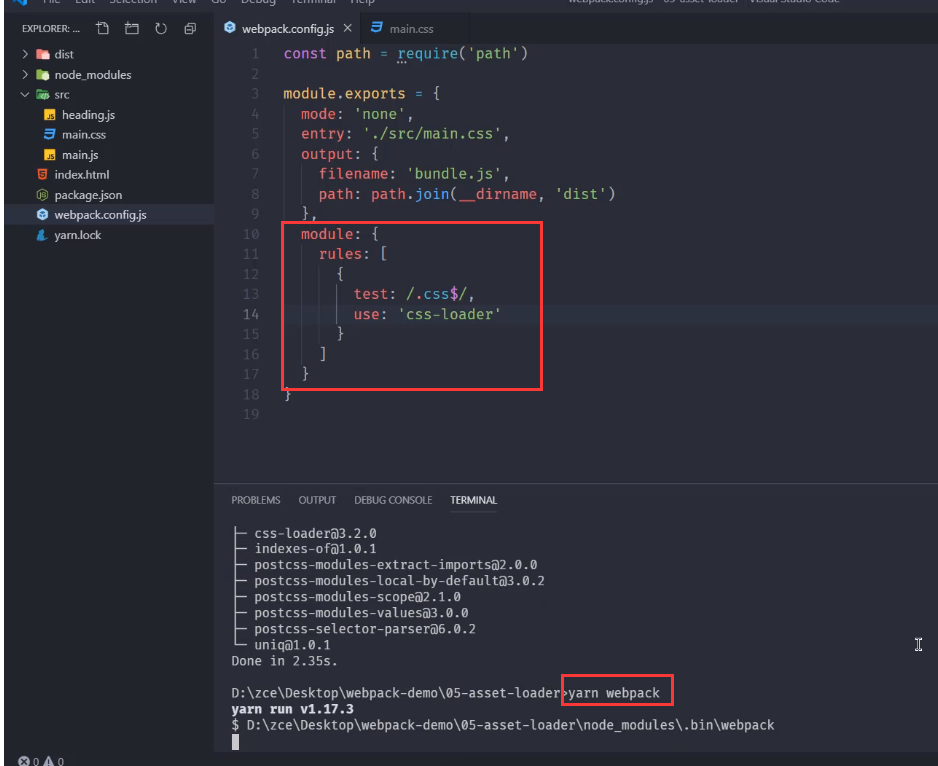 File Edit Selection View Go Debug Terminal Help webpack.config.js - 05-asset-loader - Visual Studio Code
EXPLORER: ...
dist
node_modules
src
heading.js
main.css
main.js
index.html
package.json
webpack.config.js
yarn.lock
webpack.config.js × main.css
1 const path = require('path')
2
3 module.exports = {
4 mode: 'none',
5 entry: './src/main.css',
6 output: {
7 filename: 'bundle.js',
8 path: path.join(__dirname, 'dist')
9 },
10 module: {
11 rules: [
12 {
13 test: /.css$/,
14 use: 'css-loader'
15 }
16 ]
17 }
18 }
19
PROBLEMS OUTPUT DEBUG CONSOLE TERMINAL
├─ css-loader@3.2.0
├─ indexes-of@1.0.1
├─ postcss-modules-extract-imports@2.0.0
├─ postcss-modules-local-by-default@3.0.2
├─ postcss-modules-scope@2.1.0
├─ postcss-modules-values@3.0.0
├─ postcss-selector-parser@6.0.2
└─ uniq@1.0.1
Done in 2.35s.
D:\zce\Desktop\webpack-demo\05-asset-loader>yarn webpack
yarn run v1.17.3
$ D:\zce\Desktop\webpack-demo\05-asset-loader\node_modules\.bin\webpack
0 0